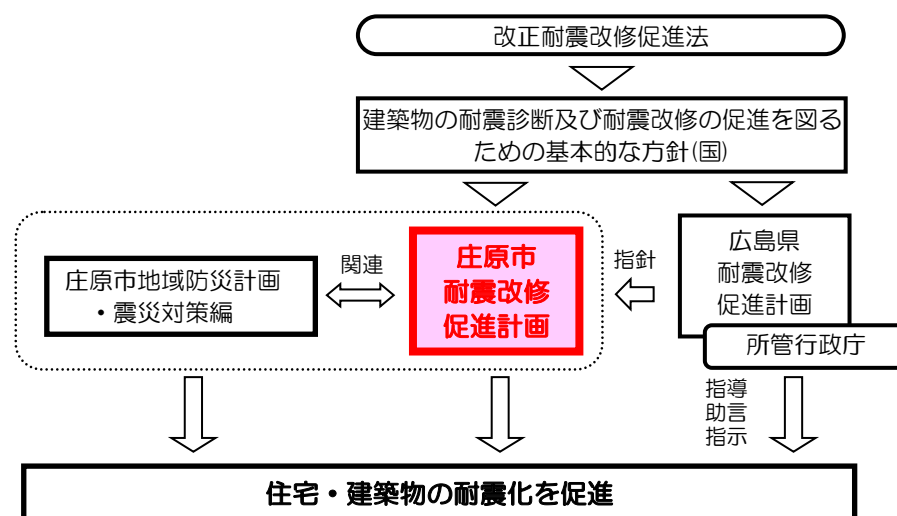 改正耐震改修促進法
建築物の耐震診断及び耐震改修の促進を図る
ための基本的な方針(国)
庄原市地域防災計画
・震災対策編
関連
庄原市
耐震改修
促進計画
指針
広島県
耐震改修
促進計画
所管行政庁
指導
助言
指示
住宅・建築物の耐震化を促進